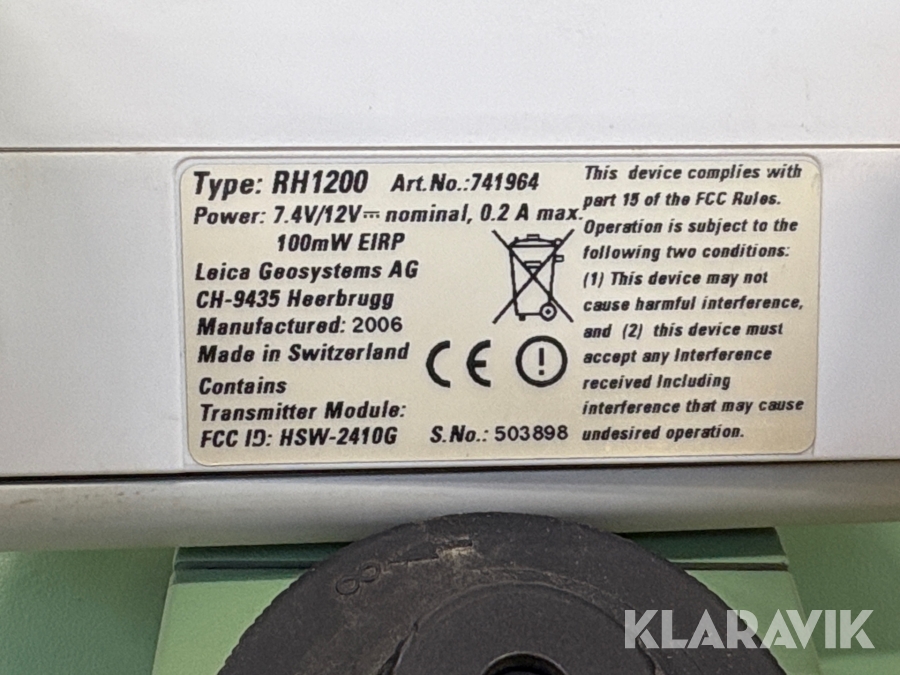 Type: RH1200 Art.No.:741964
Power: 7.4V/12V⎓ nominal, 0.2 A max.
100mW EIRP
Leica Geosystems AG
CH-9435 Heerbrugg
Manufactured: 2006
Made in Switzerland
Contains
Transmitter Module:
FCC ID: HSW-2410G S.No.: 503898
CE
This device complies with
part 15 of the FCC Rules.
Operation is subject to the
following two conditions:
(1) This device may not
cause harmful interference,
and (2) this device must
accept any Interference
received Including
interference that may cause
undesired operation.
KLARAVIK